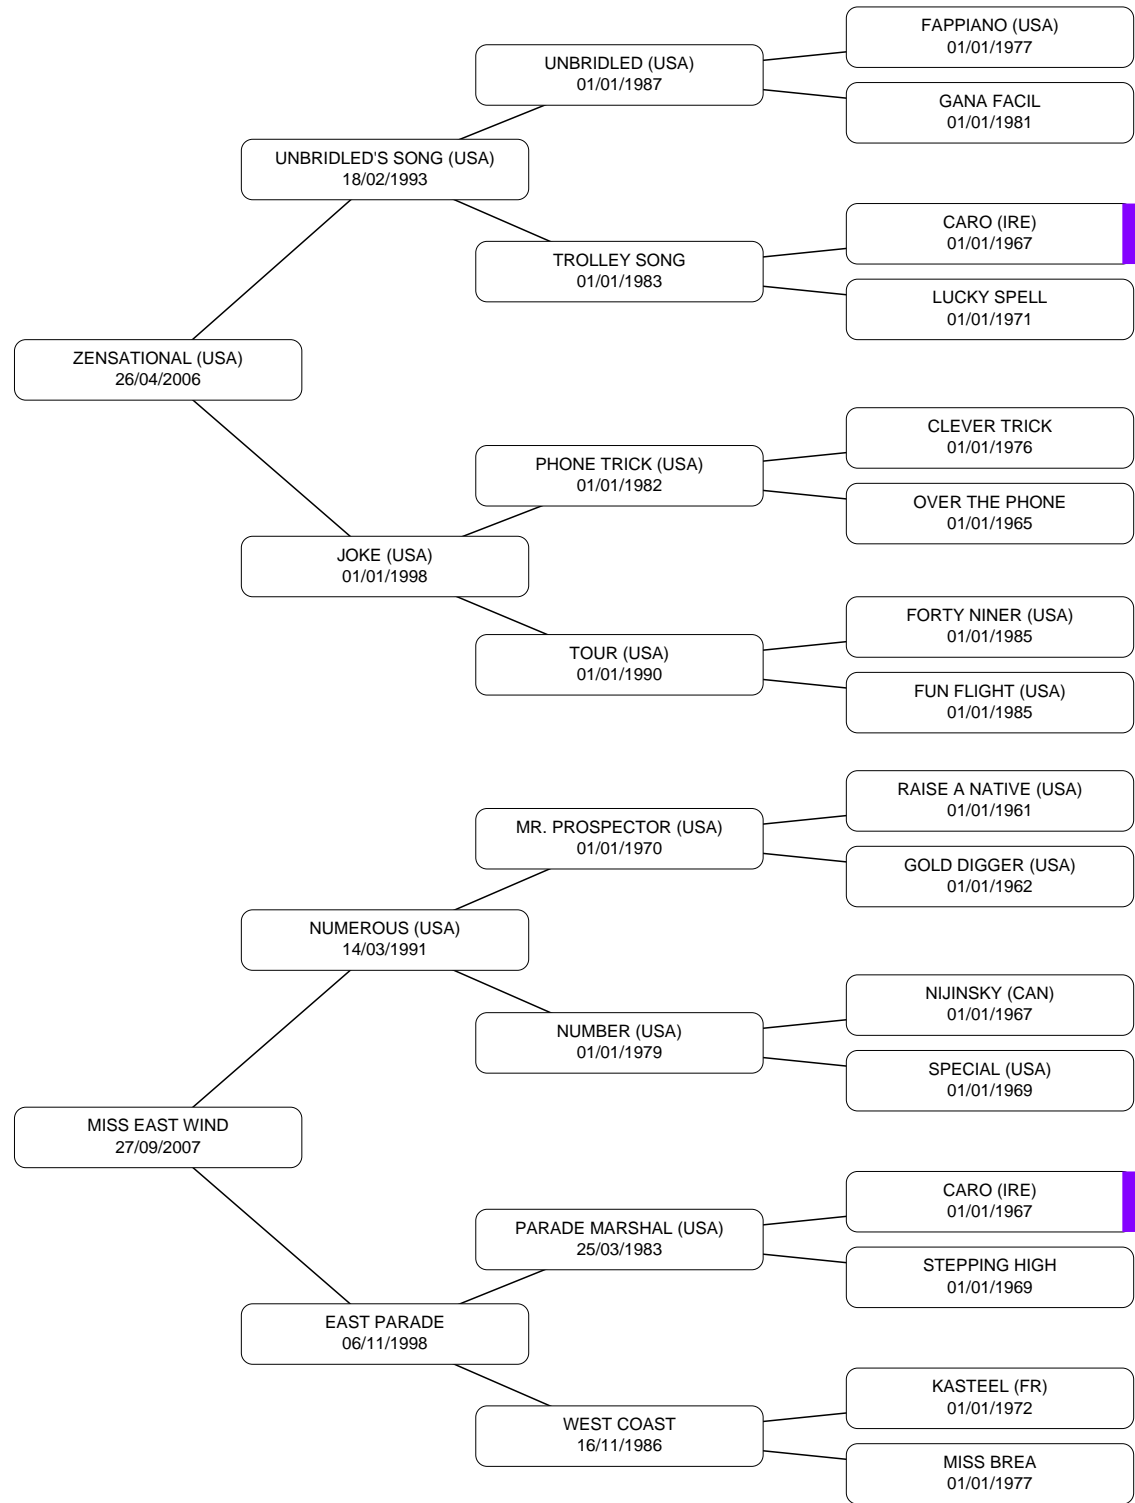 FAPPIANO (USA)
01/01/1977
UNBRIDLED (USA)
01/01/1987
GANA FACIL
01/01/1981
UNBRIDLED'S SONG (USA)
18/02/1993
CARO (IRE)
01/01/1967
TROLLEY SONG
01/01/1983
LUCKY SPELL
01/01/1971
ZENSATIONAL (USA)
26/04/2006
CLEVER TRICK
01/01/1976
PHONE TRICK (USA)
01/01/1982
OVER THE PHONE
01/01/1965
JOKE (USA)
01/01/1998
FORTY NINER (USA)
01/01/1985
TOUR (USA)
01/01/1990
FUN FLIGHT (USA)
01/01/1985
RAISE A NATIVE (USA)
01/01/1961
MR. PROSPECTOR (USA)
01/01/1970
GOLD DIGGER (USA)
01/01/1962
NUMEROUS (USA)
14/03/1991
NIJINSKY (CAN)
01/01/1967
NUMBER (USA)
01/01/1979
SPECIAL (USA)
01/01/1969
MISS EAST WIND
27/09/2007
CARO (IRE)
01/01/1967
PARADE MARSHAL (USA)
25/03/1983
STEPPING HIGH
01/01/1969
EAST PARADE
06/11/1998
KASTEEL (FR)
01/01/1972
WEST COAST
16/11/1986
MISS BREA
01/01/1977